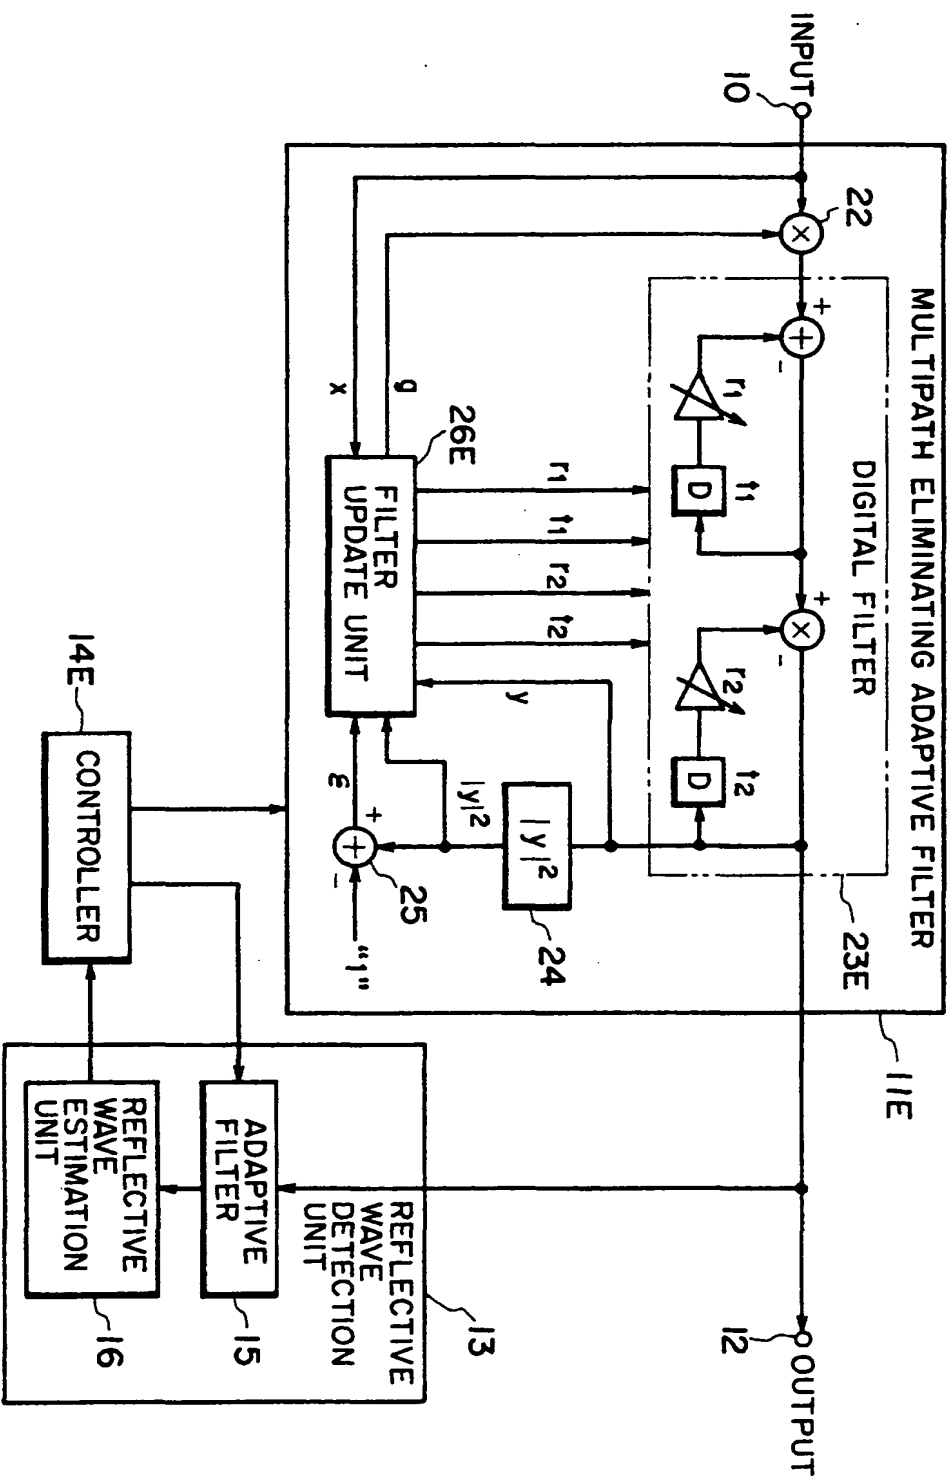 MULTIPATH ELIMINATING ADAPTIVE FILTER
11E
DIGITAL FILTER
23E
INPUT
10
22
×
+
+
-
r1
t1
D
+
×
-
r2
t2
D
12
OUTPUT
g
x
26E
FILTER
UPDATE UNIT
r1
t1
r2
t2
y
|y|2
|y|2
24
ε
+
+
-
25
"1"
14E
CONTROLLER
REFLECTIVE
WAVE
DETECTION
UNIT
13
ADAPTIVE
FILTER
15
REFLECTIVE
WAVE
ESTIMATION
UNIT
16